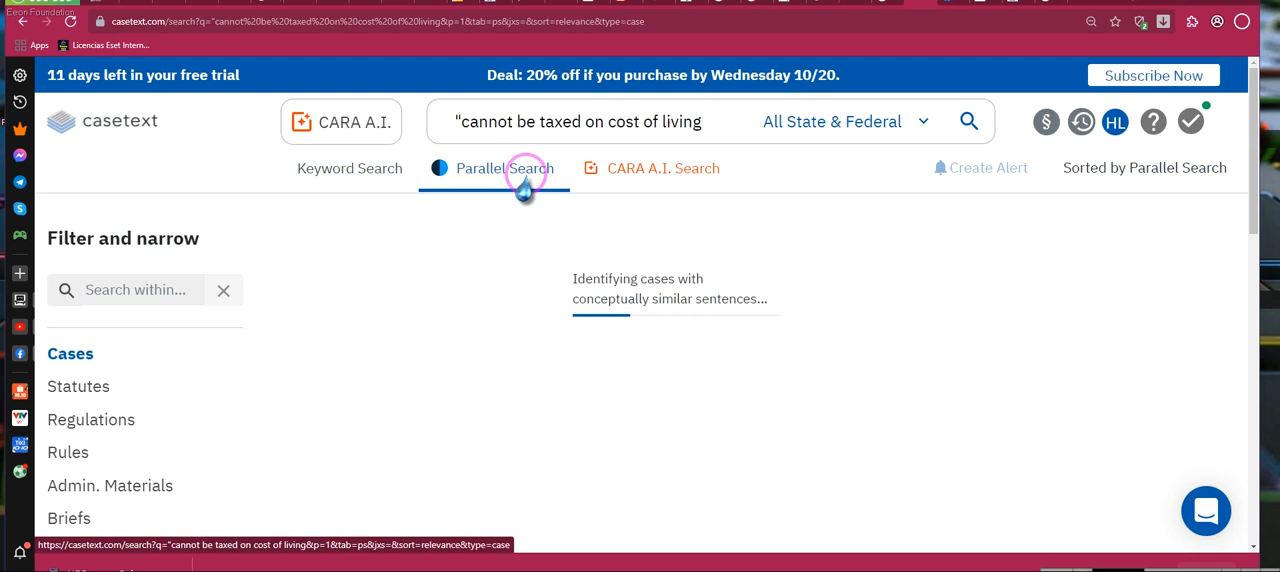 Eeon Foundation
casetext.com/search?q="cannot%20be%20taxed%20on%20cost%20of%20living&p=1&tab=ps&jxs=&sort=relevance&type=case
Apps Licencias Eset Intern...
11 days left in your free trial Deal: 20% off if you purchase by Wednesday 10/20. Subscribe Now
casetext CARA A.I. "cannot be taxed on cost of living All State & Federal § HL ?
Keyword Search Parallel Search CARA A.I. Search Create Alert Sorted by Parallel Search
Filter and narrow
Identifying cases with
conceptually similar sentences...
Search within...
Cases
Statutes
Regulations
Rules
Admin. Materials
Briefs
https://casetext.com/search?q="cannot be taxed on cost of living&p=1&tab=ps&jxs=&sort=relevance&type=case